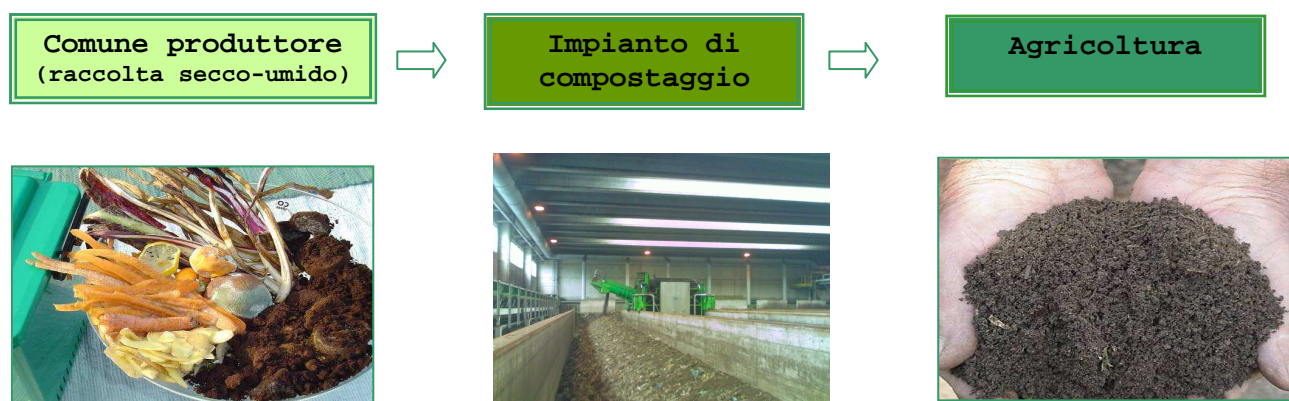 Comune produttore
(raccolta secco-umido)
Impianto di
compostaggio
Agricoltura